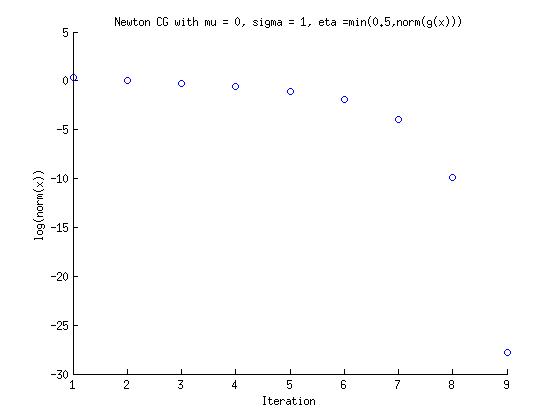 Newton CG with mu = 0, sigma = 1, eta =min(0.5,norm(g(x)))
5
0
-5
-10
-15
-20
-25
-30
log(norm(x))
1 2 3 4 5 6 7 8 9
Iteration